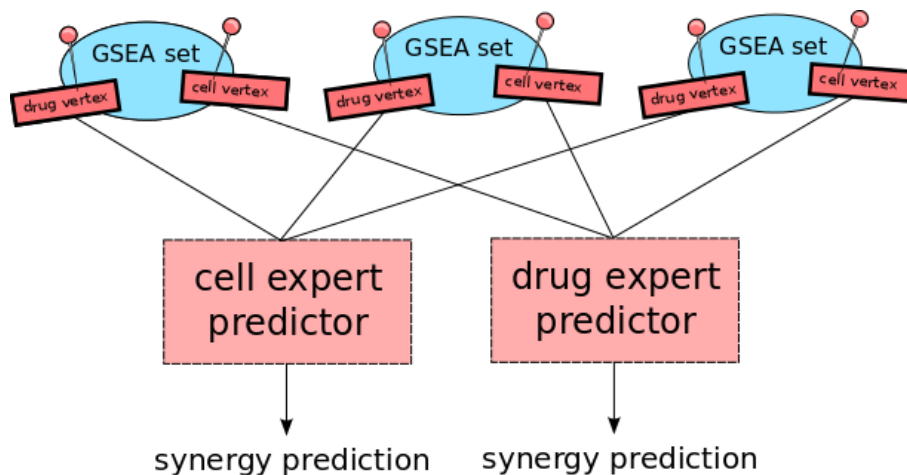 GSEA set
drug vertex
cell vertex
GSEA set
drug vertex
cell vertex
GSEA set
drug vertex
cell vertex
cell expert
predictor
drug expert
predictor
synergy prediction
synergy prediction